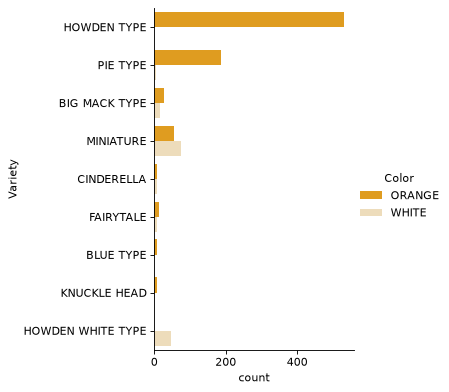 HOWDEN TYPE
PIE TYPE
BIG MACK TYPE
MINIATURE
CINDERELLA
FAIRYTALE
BLUE TYPE
KNUCKLE HEAD
HOWDEN WHITE TYPE
Variety
0 200 400
count
Color
ORANGE
WHITE